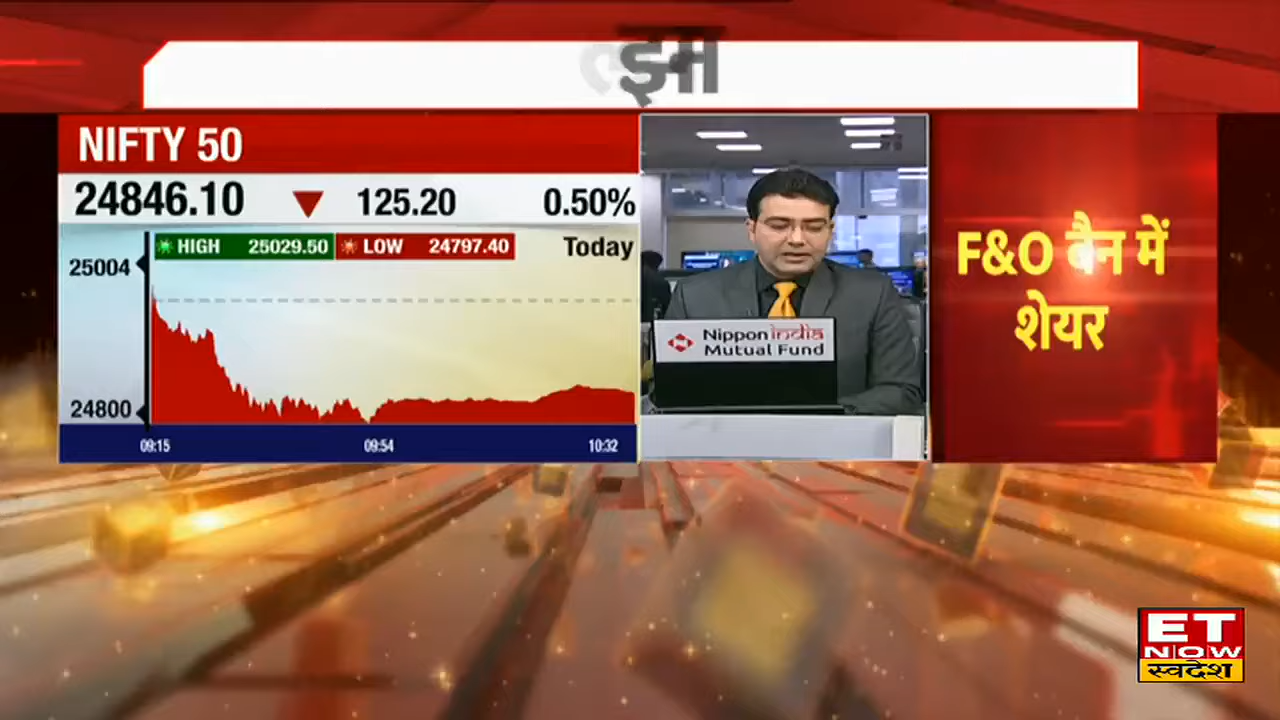 NIFTY 50
24846.10 ▼ 125.20 0.50%
HIGH 25029.50 LOW 24797.40 Today
25004
24800
09:15 09:54 10:32
Nippon india
Mutual Fund
F&O बैन में
शेयर
ET
NOW
स्वदेश